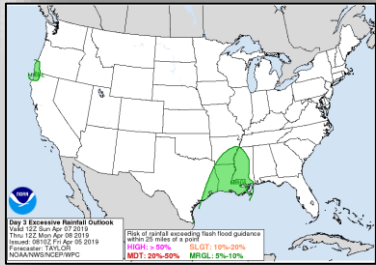 MRGL
MRGL
NOAA
Day 3 Excessive Rainfall Outlook
Valid 12Z Sun Apr 07 2019
Thru 12Z Mon Apr 08 2019
Issued: 0810Z Fri Apr 05 2019
Forecaster: TAYLOR
NOAA/NWS/NCEP/WPC
Risk of rainfall exceeding flash flood guidance
within 25 miles of a point
HIGH: > 50% SLGT: 10%-20%
MDT: 20%-50% MRGL: 5%-10%